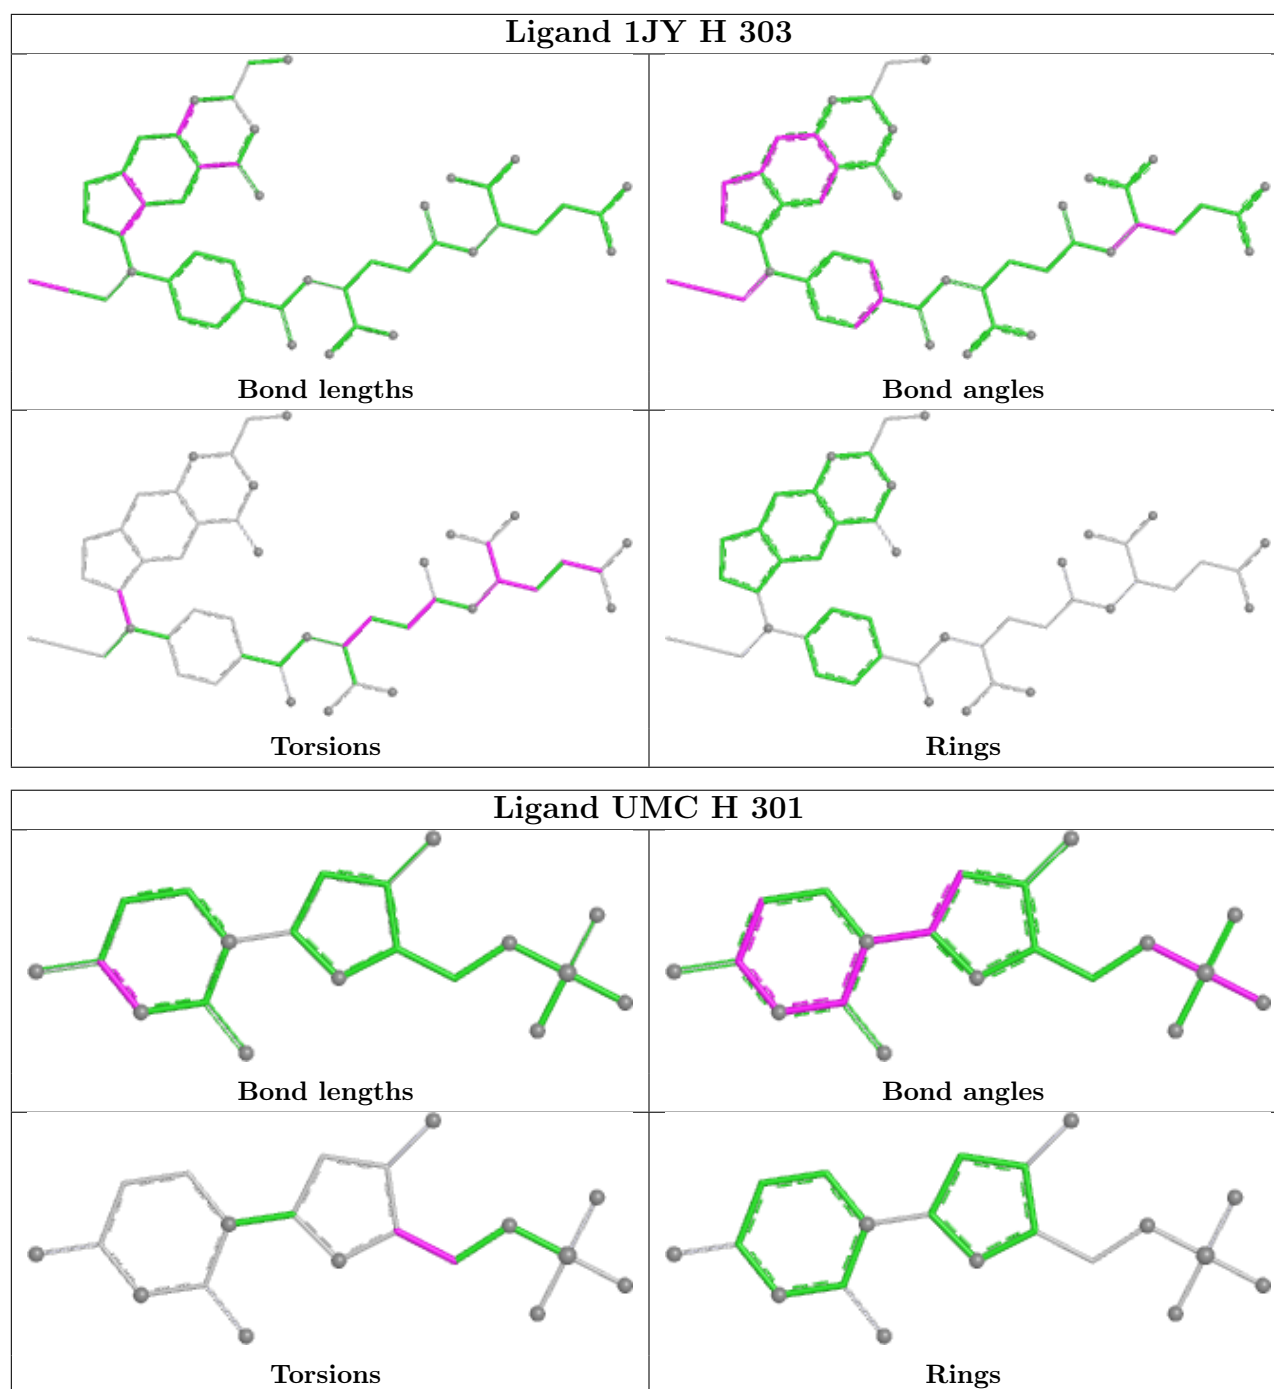 Ligand 1JY H 303
Bond lengths
Bond angles
Torsions
Rings
Ligand UMC H 301
Bond lengths
Bond angles
Torsions
Rings